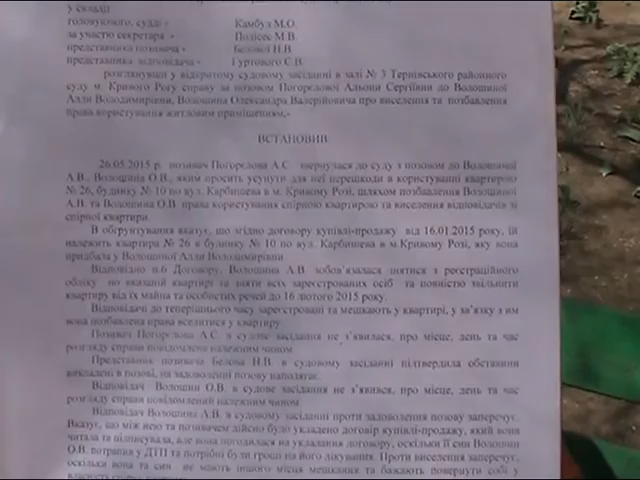 у складі
головуючого, судді - Камбул М.О.
за участю секретаря - Полісєс М.В.
представника позивача - Бєлової Н.В.
представника відповідача - Гуртового С.В.
розглянувши у відкритому судовому засіданні в залі № 3 Тернівського районного
суду м. Кривого Рогу справу за позовом Погорєлової Альони Сергіївни до Волошиної
Алли Володимирівни, Волошина Олександра Валерійовича про виселення та позбавлення
права користування житловим приміщенням,-
ВСТАНОВИВ
26.05.2015 р. позивач Погорєлова А.С. звернулася до суду з позовом до Волошиної
А.В., Волошина О.В., яким просить усунути для неї перешкоди в користуванні квартирою
№ 26, будинку № 10 по вул. Карбишева в м. Кривому Розі, шляхом позбавлення Волошиної
А.В. та Волошина О.В. права користування спірною квартирою та виселення відповідачів зі
спірної квартири.
В обґрунтування вказує, що згідно договору купівлі-продажу від 16.01.2015 року, їй
належить квартира № 26 в будинку № 10 по вул. Карбишева в м.Кривому Розі, яку вона
придбала у Волошиної Алли Володимирівни
Відповідно п.6 Договору, Волошина А.В. зобов'язалася знятися з реєстраційного
обліку по вказаній квартирі та зняти всіх зареєстрованих осіб та повністю звільнити
квартиру від їх майна та особистих речей до 16 лютого 2015 року.
Відповідачі до теперішнього часу зареєстровані та мешкають у квартирі, у зв'язку з им
вона позбавлена права вселитися у квартиру.
Позивач Погорєлова А.С. в судове засідання не з'явилася, про місце, день та час
розгляду справи повідомлена належним чином.
Представник позивача Бєлова Н.В. в судовому засіданні підтвердила обставини
викладені в позові, на задоволенні позову наполягає.
Відповідач Волошин О.В. в судове засідання не з'явився, про місце, день та час
розгляду справи повідомлений належним чином.
Відповідач Волошина А.В. в судовому засіданні проти задоволення позову заперечує.
Вказує, що між нею та позивачем дійсно було укладено договір купівлі-продажу, який вона
читала та підписувала, але вона погодилася на укладання договору, оскільки її син Волошин
О.В. потрапив у ДТП та потрібні були гроші на його лікування. Проти виселення заперечує,
оскільки вона та син не мають іншого місця мешкання та бажають повернути собі у